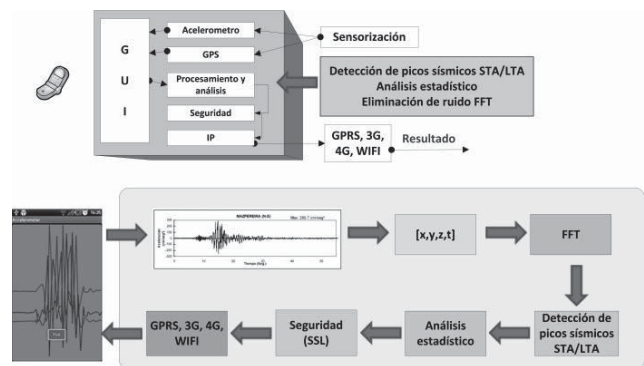 G
U
I
Acelerometro
GPS
Procesamiento y
análisis
Seguridad
IP
Sensorización
Detección de picos sísmicos STA/LTA
Análisis estadístico
Eliminación de ruido FFT
GPRS, 3G,
4G, WIFI
Resultado
[x,y,z,t]
FFT
Detección de
picos sísmicos
STA/LTA
Análisis
estadístico
Seguridad
(SSL)
GPRS, 3G, 4G,
WIFI